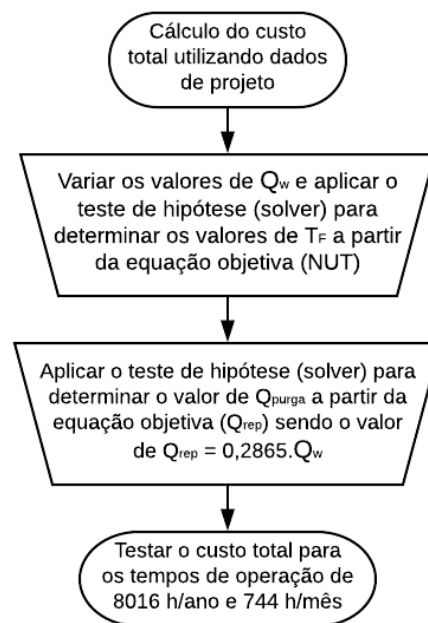 Cálculo do custo
total utilizando dados
de projeto
Variar os valores de Qw e aplicar o
teste de hipótese (solver) para
determinar os valores de TF a partir
da equação objetiva (NUT)
Aplicar o teste de hipótese (solver) para
determinar o valor de Qpurga a partir da
equação objetiva (Qrep) sendo o valor
de Qrep = 0,2865.Qw
Testar o custo total para
os tempos de operação de
8016 h/ano e 744 h/mês